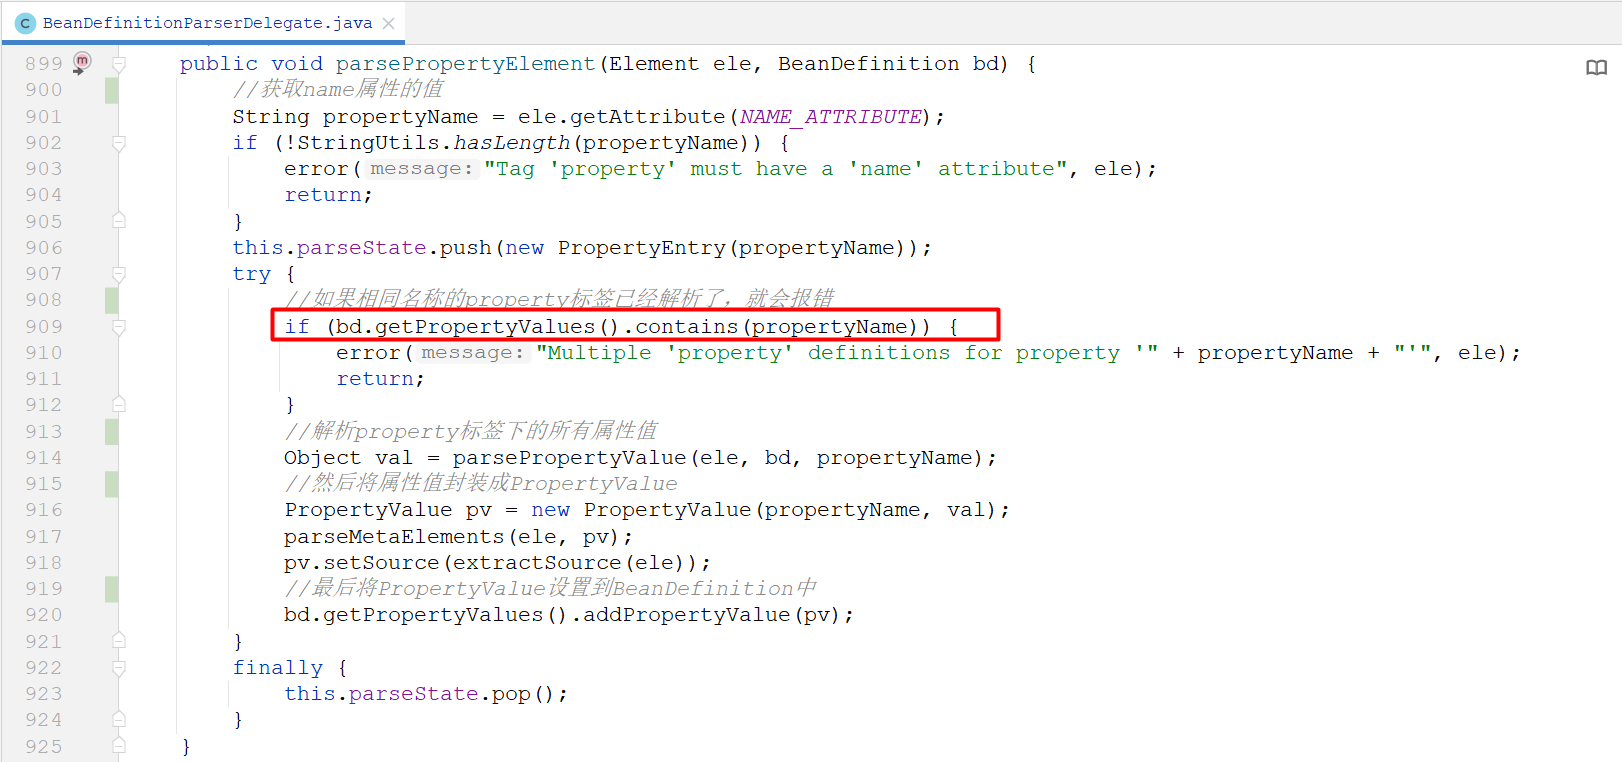 C BeanDefinitionParserDelegate.java
899 m public void parsePropertyElement(Element ele, BeanDefinition bd) {
900 //获取name属性的值
901 String propertyName = ele.getAttribute(NAME_ATTRIBUTE);
902 if (!StringUtils.hasLength(propertyName)) {
903 error( message: "Tag 'property' must have a 'name' attribute", ele);
904 return;
905 }
906 this.parseState.push(new PropertyEntry(propertyName));
907 try {
908 //如果相同名称的property标签已经解析了，就会报错
909 if (bd.getPropertyValues().contains(propertyName)) {
910 error( message: "Multiple 'property' definitions for property '" + propertyName + "'", ele);
911 return;
912 }
913 //解析property标签下的所有属性值
914 Object val = parsePropertyValue(ele, bd, propertyName);
915 //然后将属性值封装成PropertyValue
916 PropertyValue pv = new PropertyValue(propertyName, val);
917 parseMetaElements(ele, pv);
918 pv.setSource(extractSource(ele));
919 //最后将PropertyValue设置到BeanDefinition中
920 bd.getPropertyValues().addPropertyValue(pv);
921 }
922 finally {
923 this.parseState.pop();
924 }
925 }